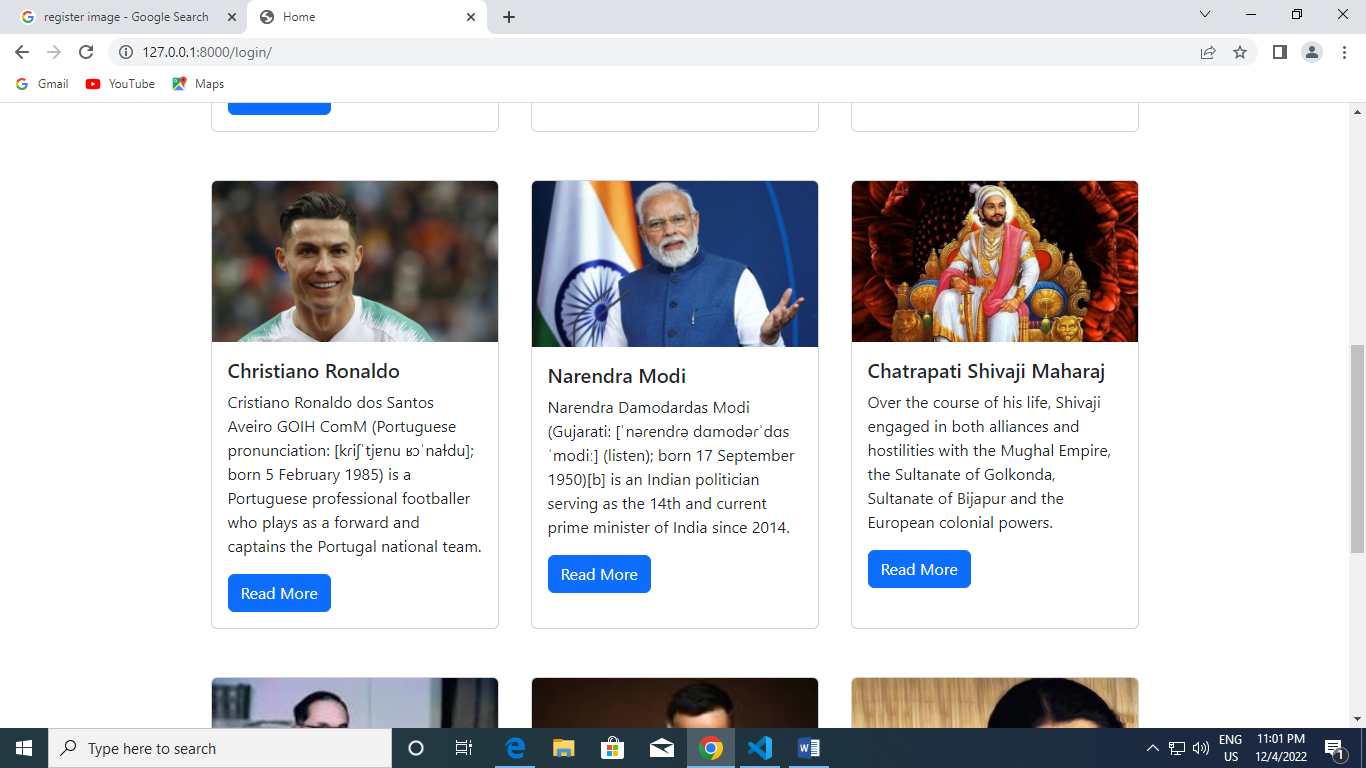 register image - Google Search
Home
127.0.0.1:8000/login/
Gmail
YouTube
Maps
Christiano Ronaldo
Cristiano Ronaldo dos Santos
Aveiro GOIH ComM (Portuguese
pronunciation: [kɾiʃˈtjɐnu ʁɔˈnaɫdu];
born 5 February 1985) is a
Portuguese professional footballer
who plays as a forward and
captains the Portugal national team.
Read More
Narendra Modi
Narendra Damodardas Modi
(Gujarati: [ˈnəɾendɾə dɑmodəɾˈdɑs
ˈmodiː] (listen); born 17 September
1950)[b] is an Indian politician
serving as the 14th and current
prime minister of India since 2014.
Read More
Chatrapati Shivaji Maharaj
Over the course of his life, Shivaji
engaged in both alliances and
hostilities with the Mughal Empire,
the Sultanate of Golkonda,
Sultanate of Bijapur and the
European colonial powers.
Read More
Type here to search
ENG
US
11:01 PM
12/4/2022
1